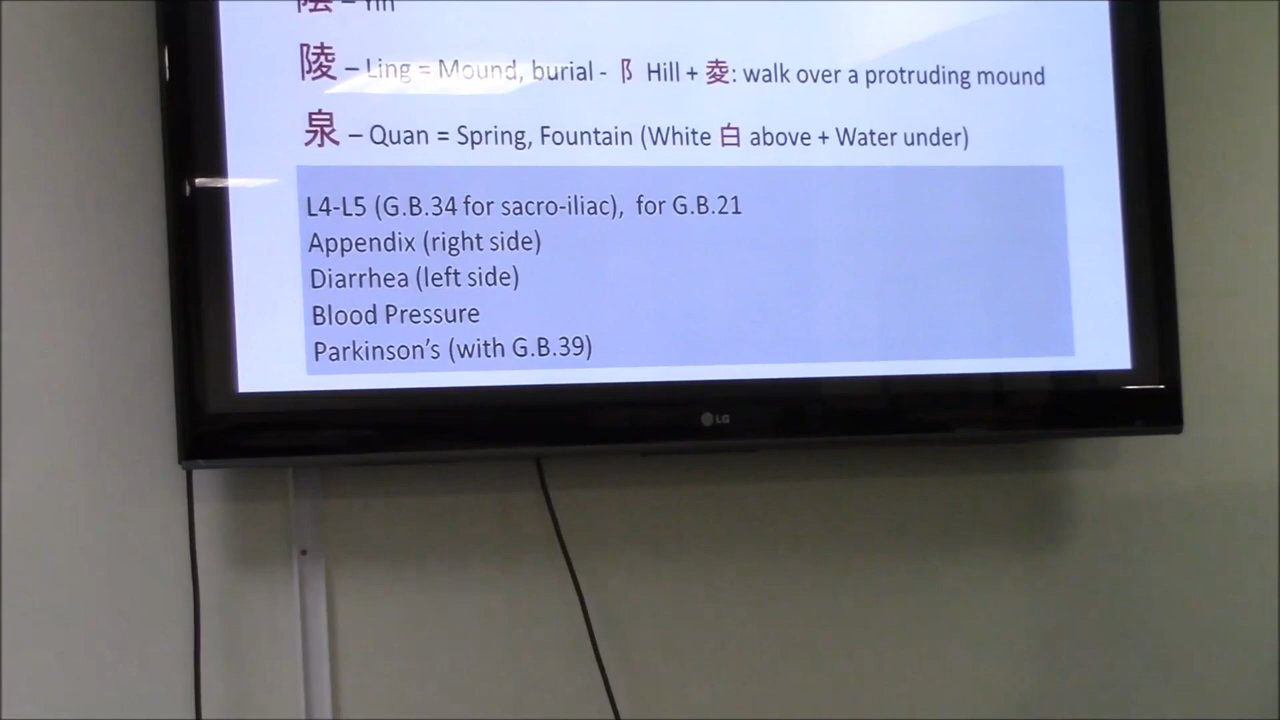 陰 – Yin
陵 – Ling = Mound, burial - 阝 Hill + 夌: walk over a protruding mound
泉 – Quan = Spring, Fountain (White 白 above + Water under)
L4-L5 (G.B.34 for sacro-iliac), for G.B.21
Appendix (right side)
Diarrhea (left side)
Blood Pressure
Parkinson's (with G.B.39)
LG